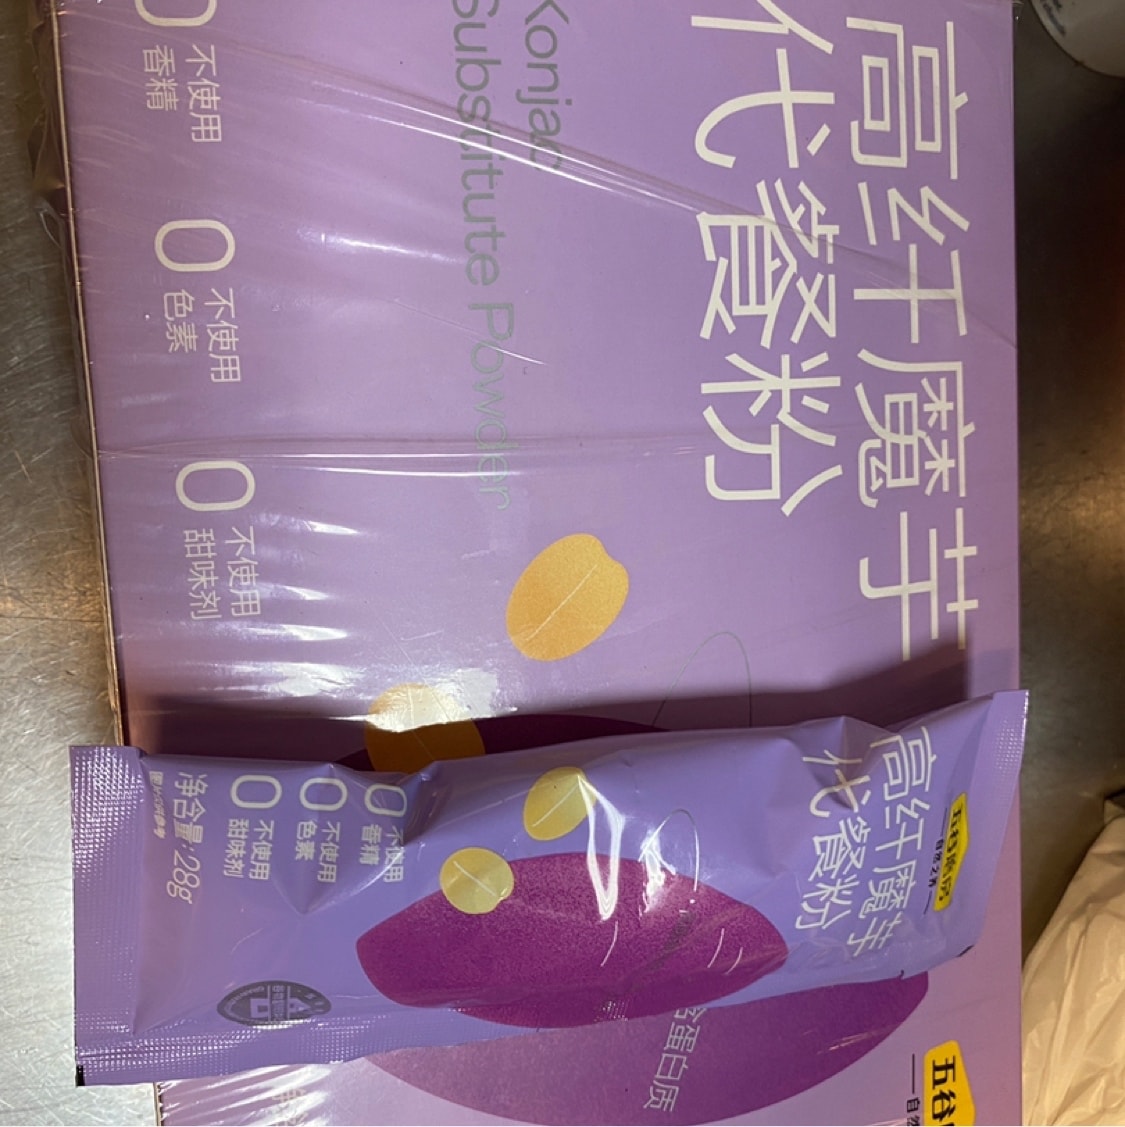 高纤魔芋
代餐粉
Konjac
Substitute Powder
0
不使用
香精
0
不使用
色素
0
不使用
甜味剂
高纤魔芋
代餐粉
0
不使用
香精
0
不使用
色素
0
不使用
甜味剂
净含量:28g
蛋白质
五谷